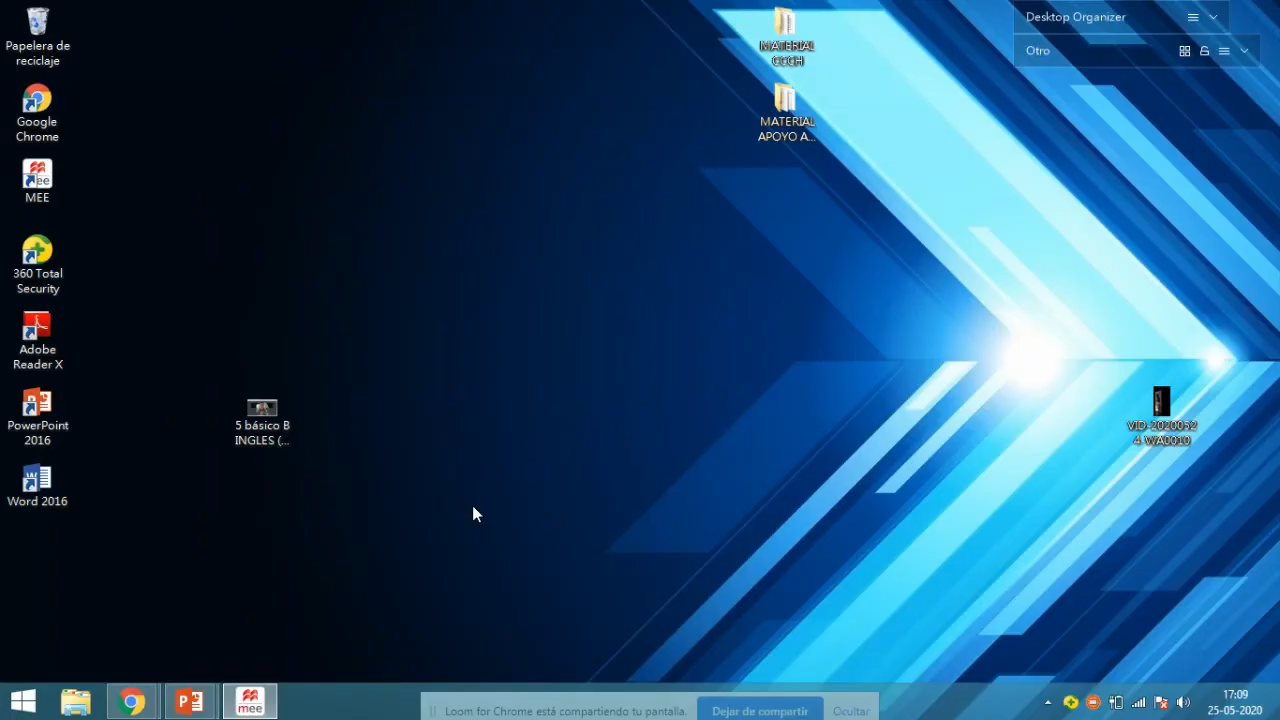 Papelera de
reciclaje
Google
Chrome
MEE
360 Total
Security
Adobe
Reader X
PowerPoint
2016
Word 2016
5 básico B
INGLES (...
MATERIAL
CCCH
MATERIAL
APOYO A...
Desktop Organizer
Otro
VID-2020052
4-WA0010
mee
Loom for Chrome está compartiendo tu pantalla.
Dejar de compartir
Ocultar
17:09
25-05-2020